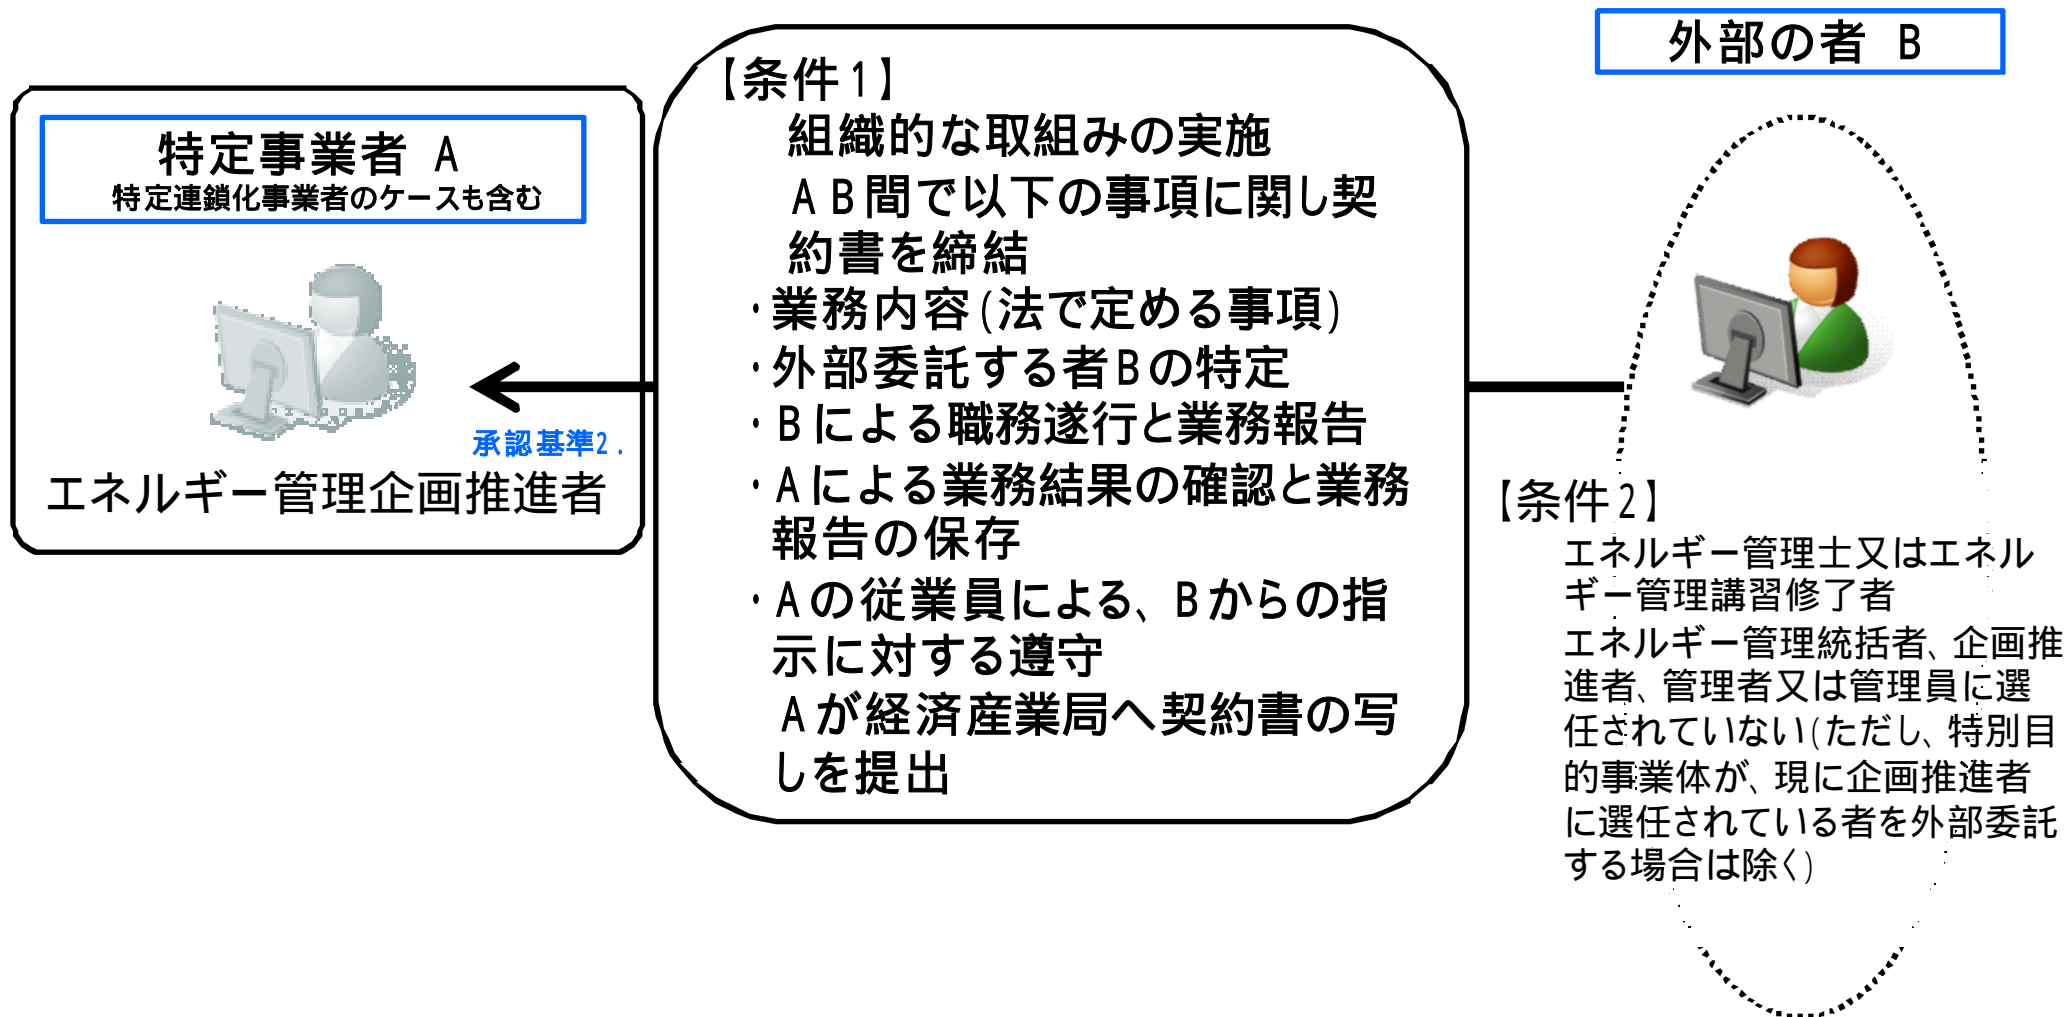 特定事業者 A
特定連鎖化事業者のケースも含む
承認基準2.
エネルギー管理企画推進者
【条件1】
組織的な取組みの実施
AB間で以下の事項に関し契
約書を締結
・業務内容(法で定める事項)
・外部委託する者Bの特定
・Bによる職務遂行と業務報告
・Aによる業務結果の確認と業務
報告の保存
・Aの従業員による、Bからの指
示に対する遵守
Aが経済産業局へ契約書の写
しを提出
外部の者 B
【条件2】
エネルギー管理士又はエネル
ギー管理講習修了者
エネルギー管理統括者、企画推
進者、管理者又は管理員に選
任されていない(ただし、特別目
的事業体が、現に企画推進者
に選任されている者を外部委託
する場合は除く)